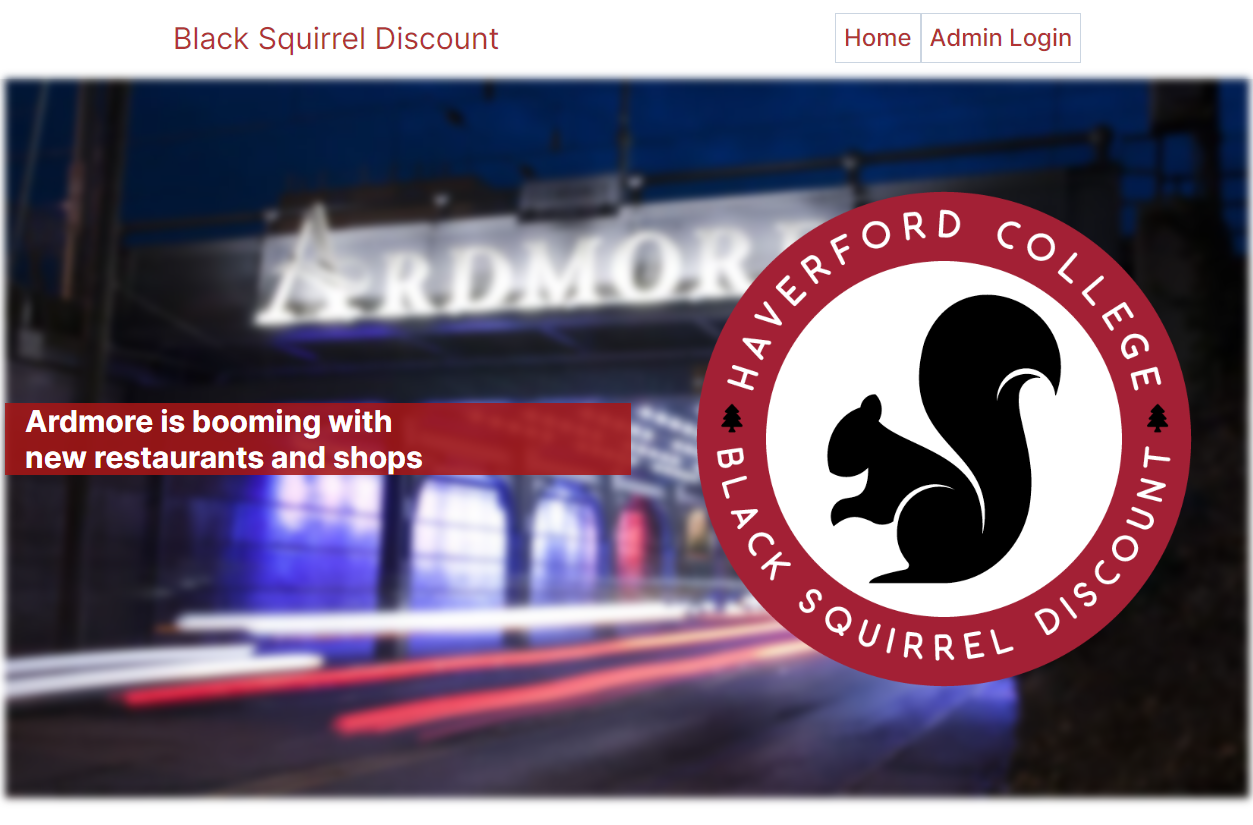 Black Squirrel Discount
Home
Admin Login
ARDMORE
HAVERFORD COLLEGE
BLACK SQUIRREL DISCOUNT
Ardmore is booming with
new restaurants and shops